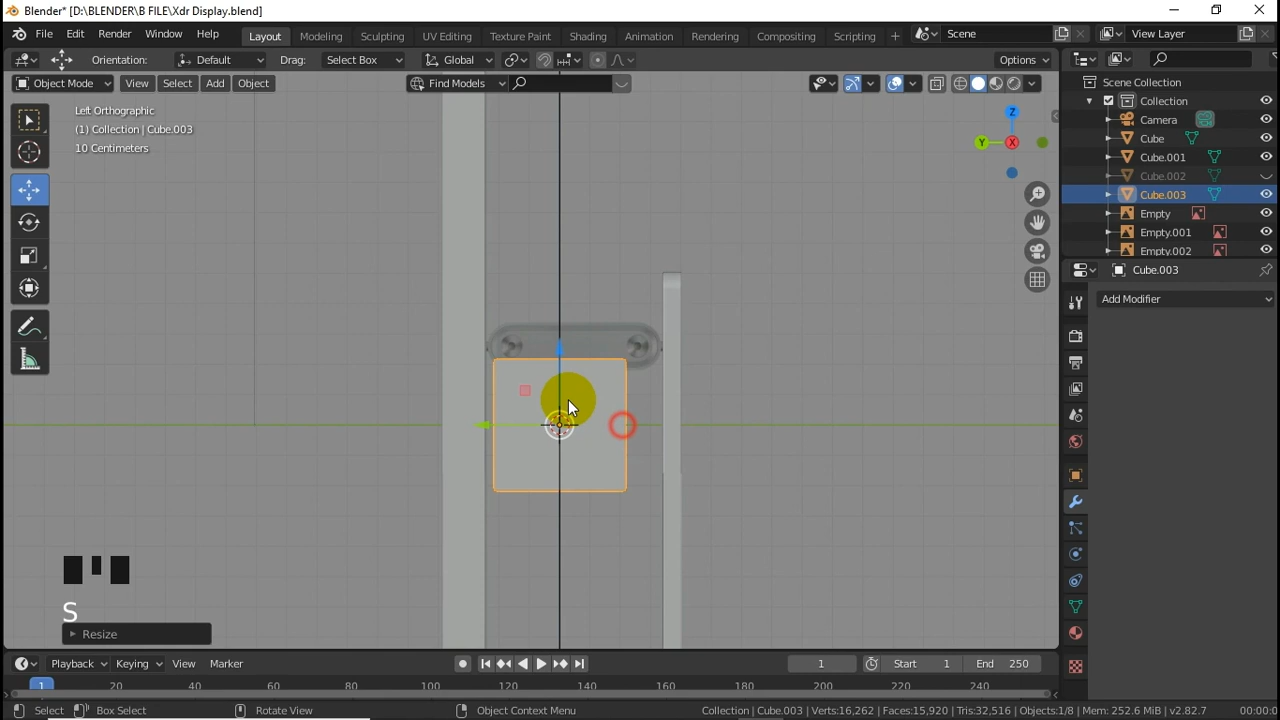 Blender* [D:\BLENDER\B FILE\Xdr Display.blend]
File Edit Render Window Help Layout Modeling Sculpting UV Editing Texture Paint Shading Animation Rendering Compositing Scripting + Scene View Layer
Orientation: Default Drag: Select Box Global Options
Object Mode View Select Add Object Find Models
Left Orthographic
(1) Collection | Cube.003
10 Centimeters
Z
Y X
Scene Collection
Collection
Camera
Cube
Cube.001
Cube.002
Cube.003
Empty
Empty.001
Empty.002
Cube.003
Add Modifier
S
Resize
Playback Keying View Marker 1 Start 1 End 250
1 20 40 60 80 100 120 140 160 180 200 220 240
Select Box Select Rotate View Object Context Menu Collection | Cube.003 | Verts:16,262 | Faces:15,920 | Tris:32,516 | Objects:1/8 | Mem: 252.6 MiB | v2.82.7
00:00:0